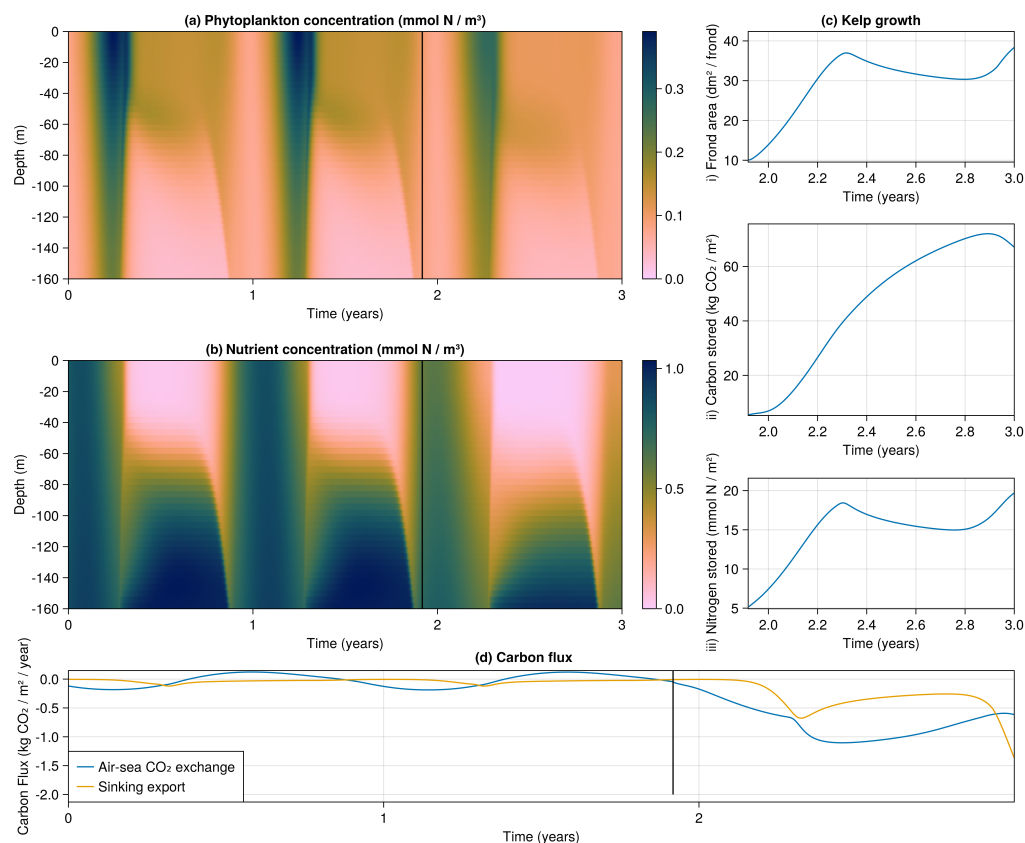 (a) Phytoplankton concentration (mmol N / m³)
0
-20
-40
-60
-80
-100
-120
-140
-160
Depth (m)
0 1 2 3
Time (years)
0.3
0.2
0.1
0.0
(b) Nutrient concentration (mmol N / m³)
0
-20
-40
-60
-80
-100
-120
-140
-160
Depth (m)
0 1 2 3
Time (years)
1.0
0.5
0.0
(c) Kelp growth
i) Frond area (dm² / frond)
40
30
20
10
2.0 2.2 2.4 2.6 2.8 3.0
Time (years)
ii) Carbon stored (kg CO₂ / m²)
60
40
20
2.0 2.2 2.4 2.6 2.8 3.0
Time (years)
iii) Nitrogen stored (mmol N / m²)
20
15
10
5
2.0 2.2 2.4 2.6 2.8 3.0
Time (years)
(d) Carbon flux
Carbon Flux (kg CO₂ / m² / year)
0.0
-0.5
-1.0
-1.5
-2.0
Air-sea CO₂ exchange
Sinking export
0 1 2
Time (years)